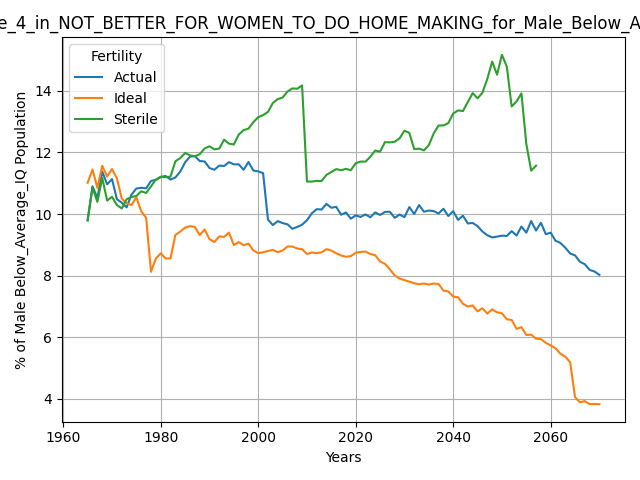 e_4_in_NOT_BETTER_FOR_WOMEN_TO_DO_HOME_MAKING_for_Male_Below_A
Fertility
Actual
Ideal
Sterile
% of Male Below_Average_IQ Population
14
12
10
8
6
4
1960
1980
2000
2020
2040
2060
Years